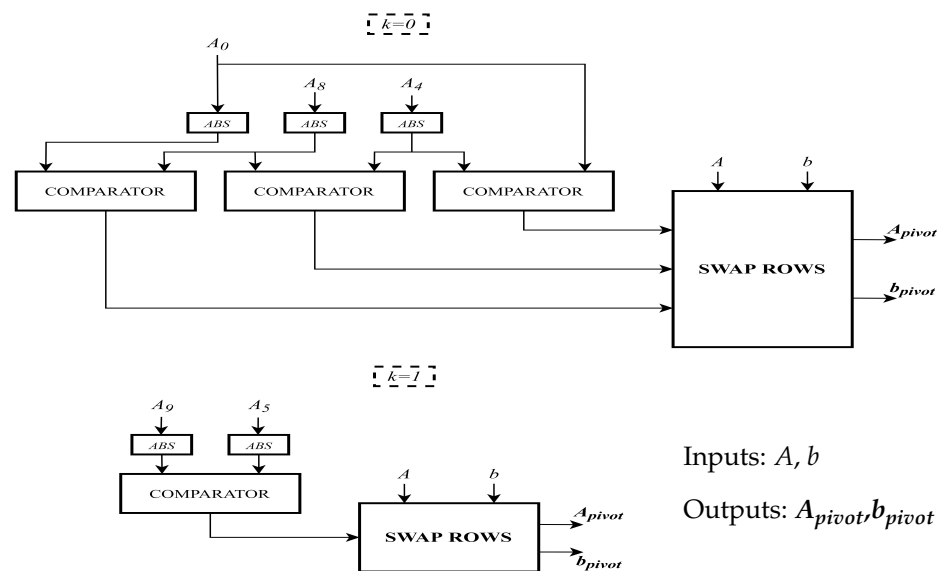 k=0
A0
A8
A4
ABS
ABS
ABS
COMPARATOR
COMPARATOR
COMPARATOR
A
b
SWAP ROWS
Apivot
bpivot
k=1
A9
A5
ABS
ABS
COMPARATOR
A
b
SWAP ROWS
Apivot
bpivot
Inputs: A, b
Outputs: Apivot,bpivot